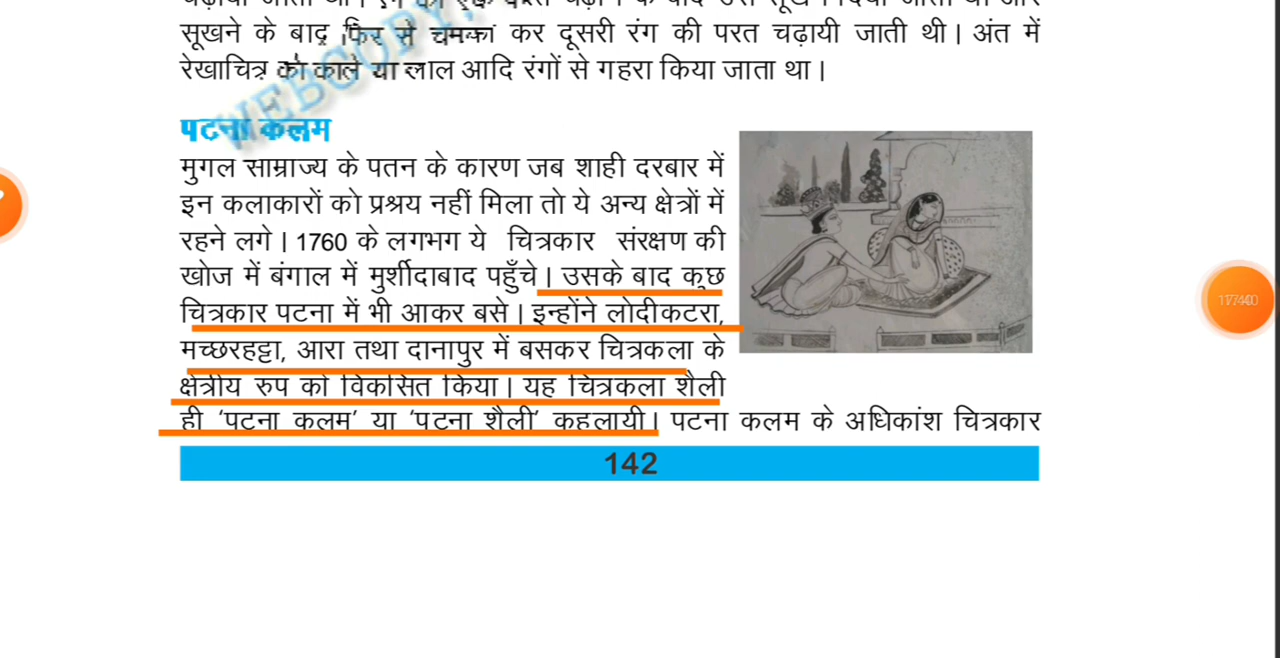 सूखने के बाद फिर से चमका कर दूसरी रंग की परत चढ़ायी जाती थी। अंत में
रेखाचित्र को काले या लाल आदि रंगों से गहरा किया जाता था।
WEBCOPY,
पटना कलम
मुगल साम्राज्य के पतन के कारण जब शाही दरबार में
इन कलाकारों को प्रश्रय नहीं मिला तो ये अन्य क्षेत्रों में
रहने लगे। 1760 के लगभग ये चित्रकार संरक्षण की
खोज में बंगाल में मुर्शीदाबाद पहुँचे। उसके बाद कुछ
चित्रकार पटना में भी आकर बसे। इन्होंने लोदीकटरा,
मच्छरहट्टा, आरा तथा दानापुर में बसकर चित्रकला के
क्षेत्रीय रुप को विकसित किया। यह चित्रकला शैली
ही ‘पटना कलम’ या ‘पटना शैली’ कहलायी। पटना कलम के अधिकांश चित्रकार
142